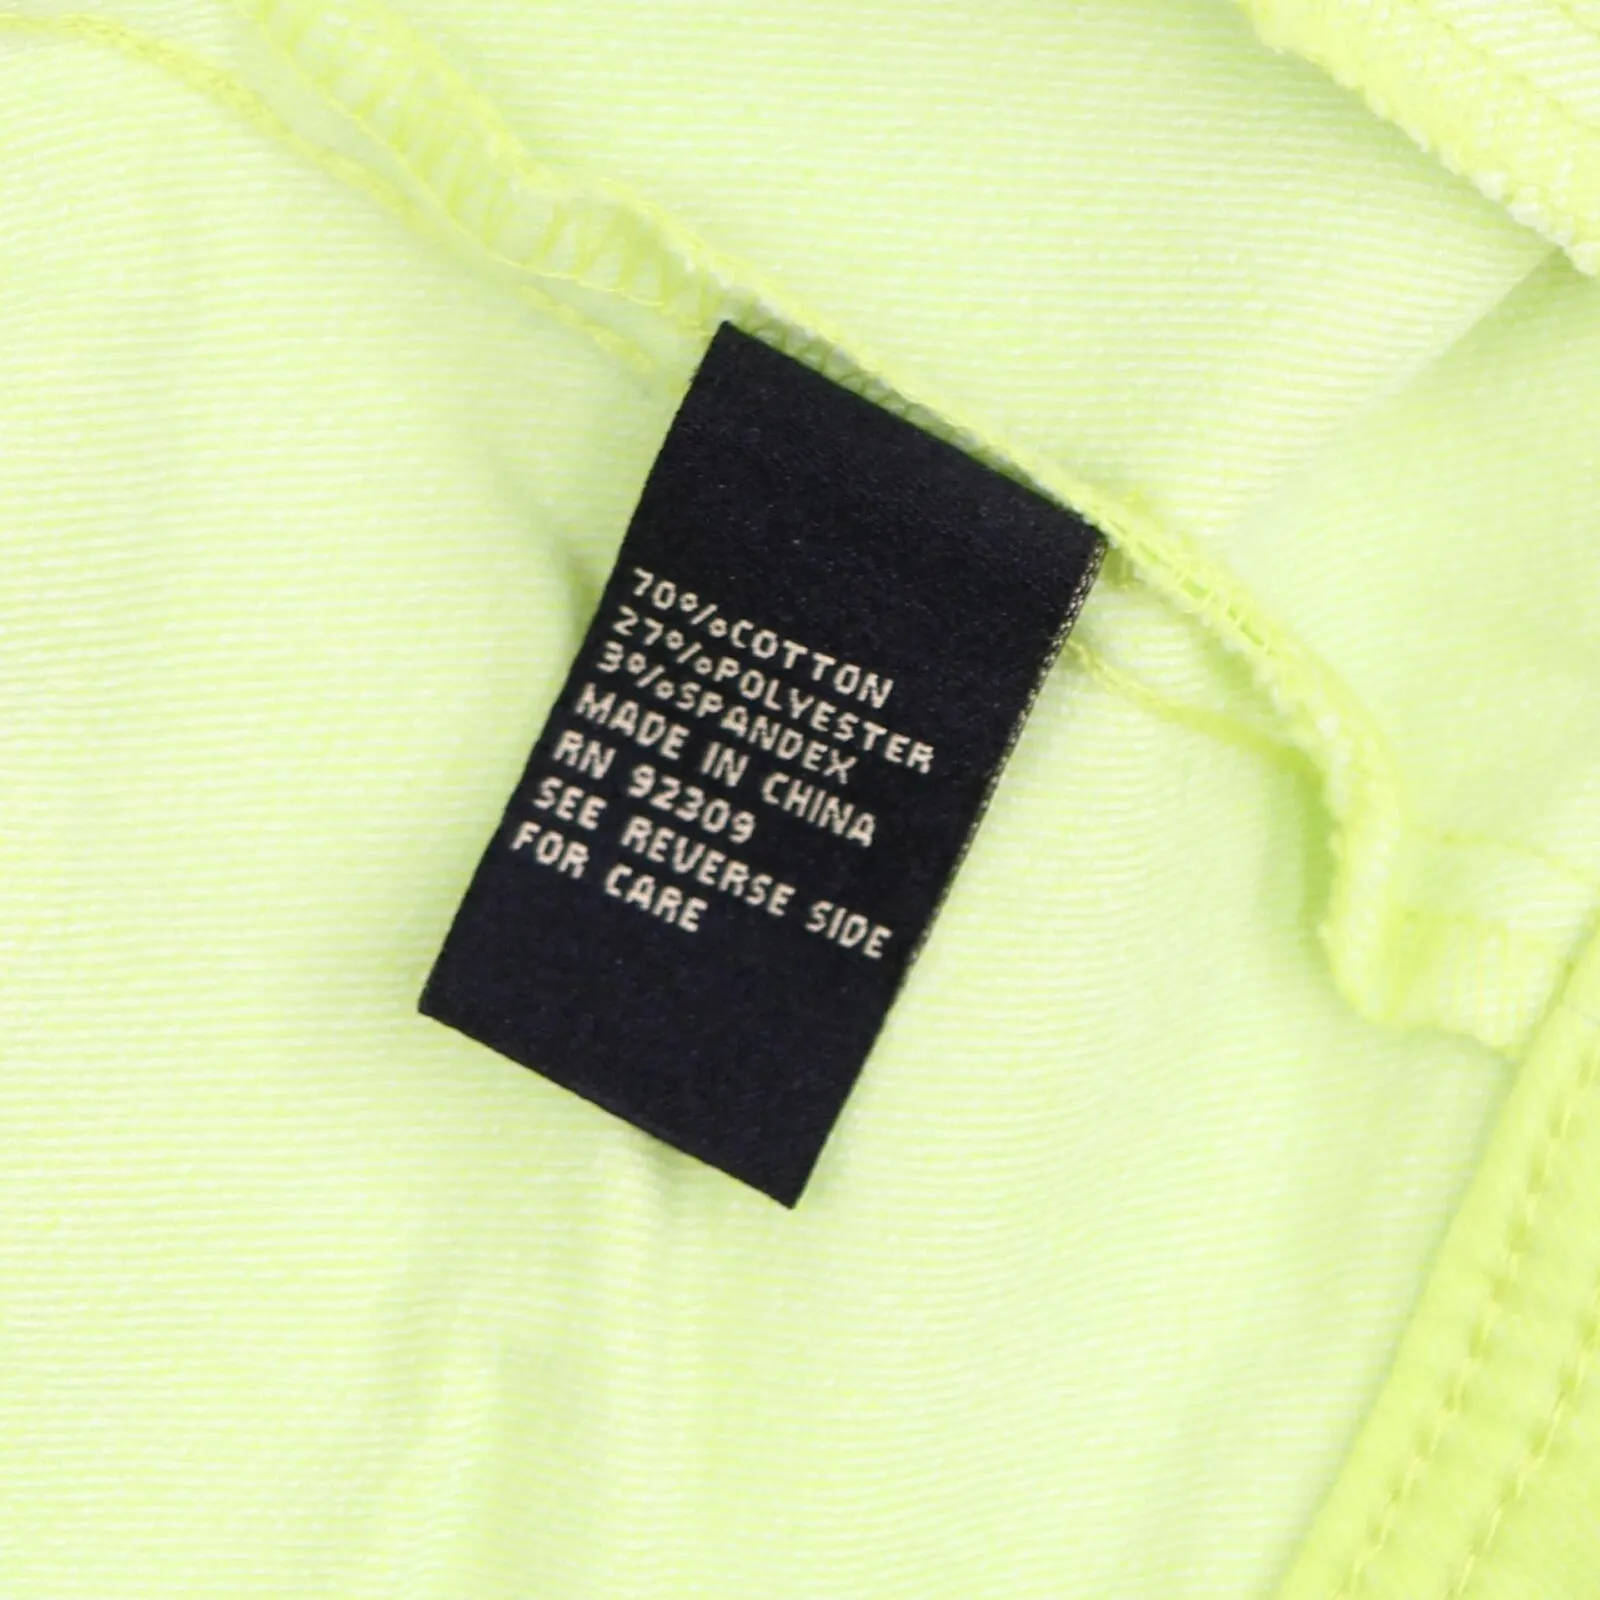 70%COTTON
27%POLYESTER
3%SPANDEX
MADE IN CHINA
RN 92309
SEE REVERSE SIDE
FOR CARE